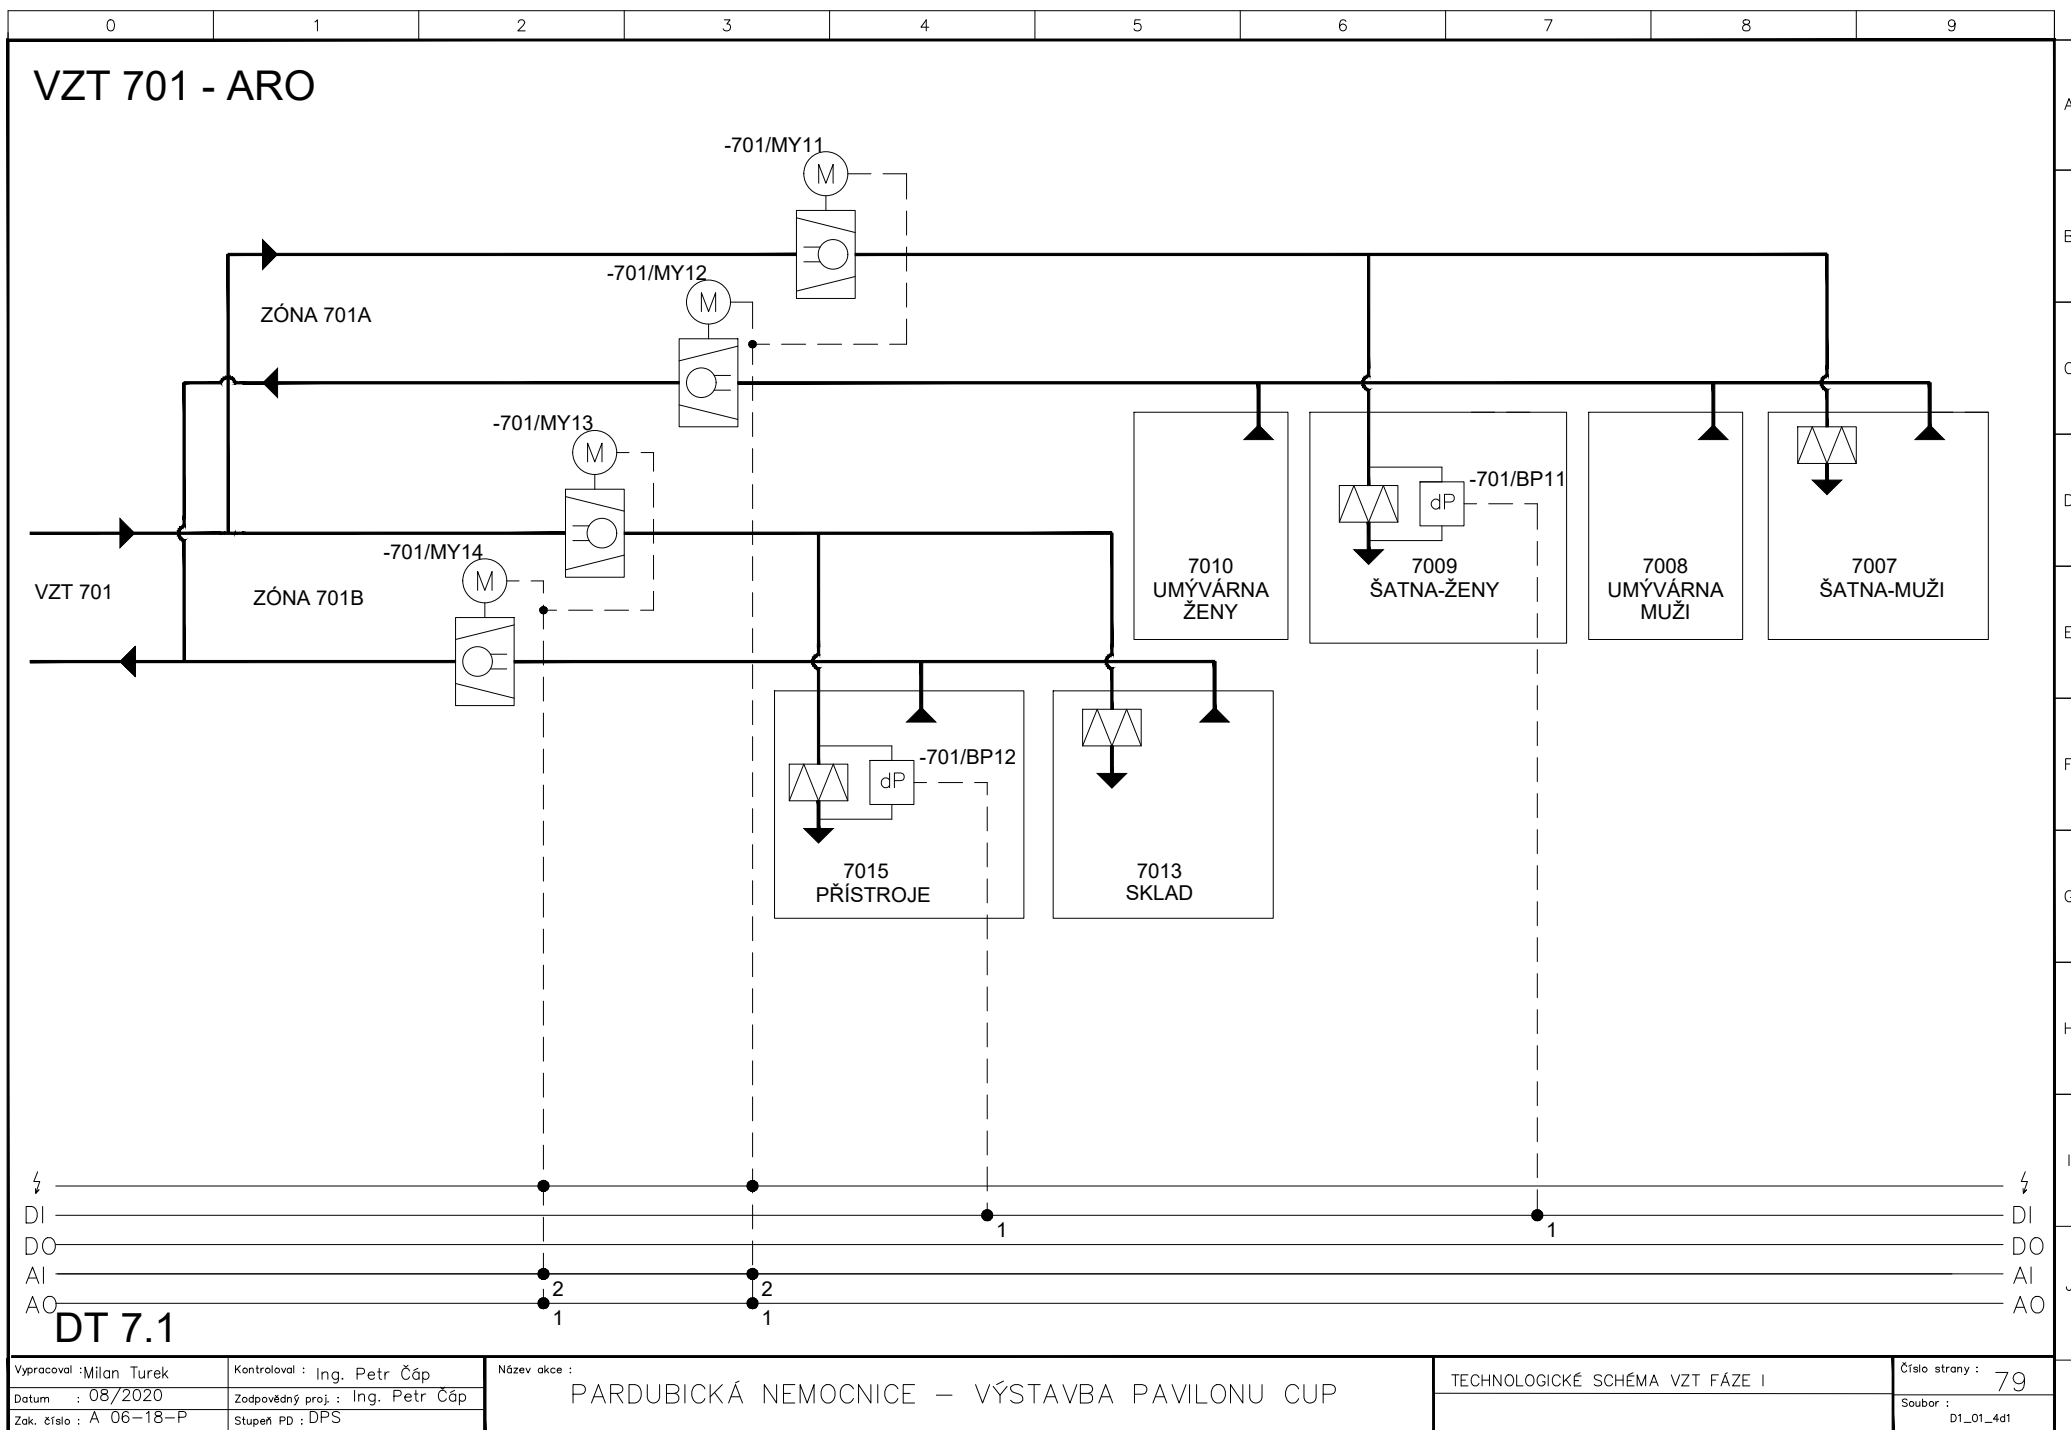 0 1 2 3 4 5 6 7 8 9
VZT 701 - ARO
A
-701/MY11
M
B
-701/MY12
M
ZÓNA 701A
C
-701/MY13
M
-701/BP11
dP
D
-701/MY14
M
VZT 701
ZÓNA 701B
7010
UMÝVÁRNA
ŽENY
7009
ŠATNA-ŽENY
7008
UMÝVÁRNA
MUŽI
7007
ŠATNA-MUŽI
E
-701/BP12
dP
F
7015
PŘÍSTROJE
7013
SKLAD
G
H
I
DI 1 1 DI
DO DO
AI 2 2 AI
AO 1 1 AO
J
DT 7.1
Vypracoval : Milan Turek
Datum : 08/2020
Zak. číslo : A 06-18-P
Kontroloval : Ing. Petr Čáp
Zodpovědný proj. : Ing. Petr Čáp
Stupeň PD : DPS
Název akce :
PARDUBICKÁ NEMOCNICE – VÝSTAVBA PAVILONU CUP
TECHNOLOGICKÉ SCHÉMA VZT FÁZE I
Číslo strany : 79
Soubor :
D1_01_4d1